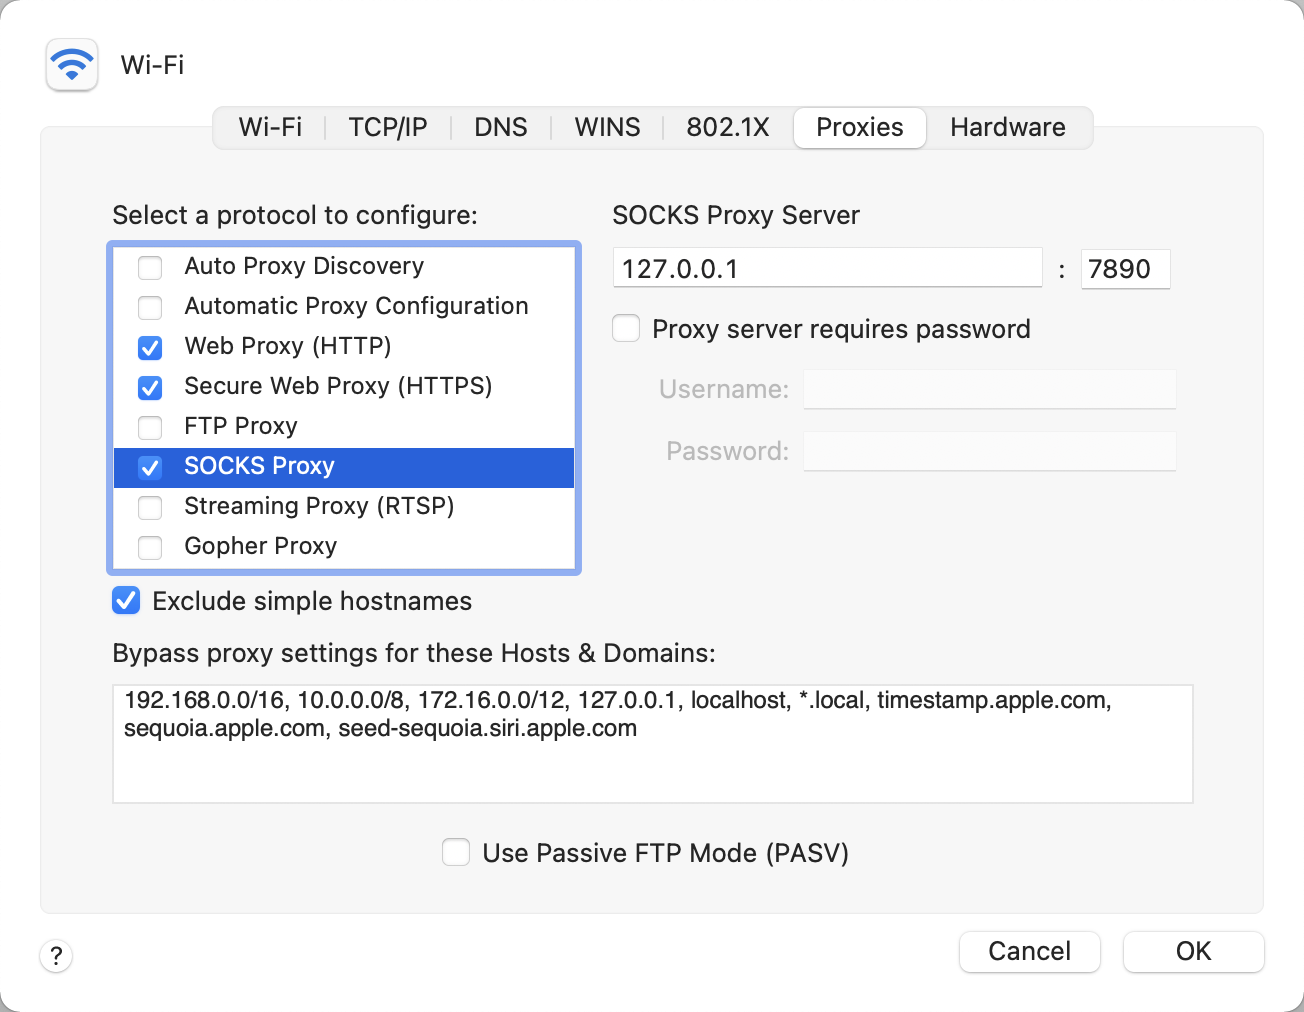 Wi-Fi
Wi-Fi TCP/IP DNS WINS 802.1X Proxies Hardware
Select a protocol to configure:
Auto Proxy Discovery
Automatic Proxy Configuration
Web Proxy (HTTP)
Secure Web Proxy (HTTPS)
FTP Proxy
SOCKS Proxy
Streaming Proxy (RTSP)
Gopher Proxy
SOCKS Proxy Server
127.0.0.1 : 7890
Proxy server requires password
Username:
Password:
Exclude simple hostnames
Bypass proxy settings for these Hosts & Domains:
192.168.0.0/16, 10.0.0.0/8, 172.16.0.0/12, 127.0.0.1, localhost, *.local, timestamp.apple.com,
sequoia.apple.com, seed-sequoia.siri.apple.com
Use Passive FTP Mode (PASV)
? Cancel OK